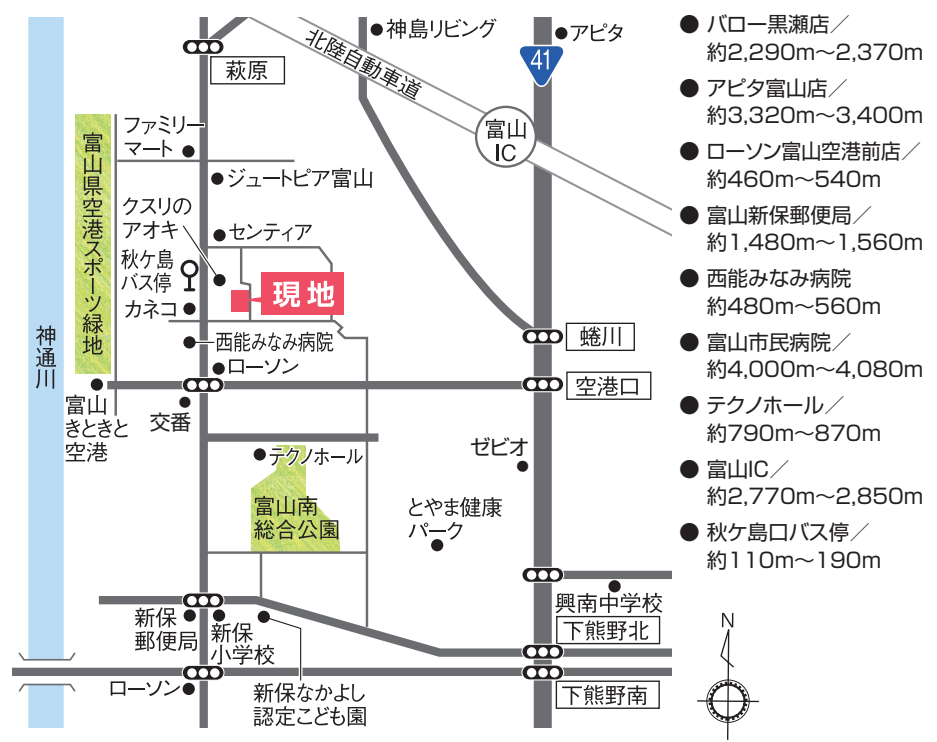 神島リビング
アピタ
41
北陸自動車道
萩原
富山
IC
ファミリー
マート
富山県空港スポーツ緑地
ジュートピア富山
クスリの
アオキ
センティア
秋ケ島
バス停
現地
カネコ
神通川
西能みなみ病院
蜷川
ローソン
空港口
富山
きときと
空港
交番
ゼビオ
テクノホール
富山南
総合公園
とやま健康
パーク
興南中学校
新保
郵便局
新保
小学校
下熊野北
ローソン
新保なかよし
認定こども園
下熊野南
● バロー黒瀬店／
約2,290m〜2,370m
● アピタ富山店／
約3,320m〜3,400m
● ローソン富山空港前店／
約460m〜540m
● 富山新保郵便局／
約1,480m〜1,560m
● 西能みなみ病院
約480m〜560m
● 富山市民病院／
約4,000m〜4,080m
● テクノホール／
約790m〜870m
● 富山IC／
約2,770m〜2,850m
● 秋ケ島口バス停／
約110m〜190m
N